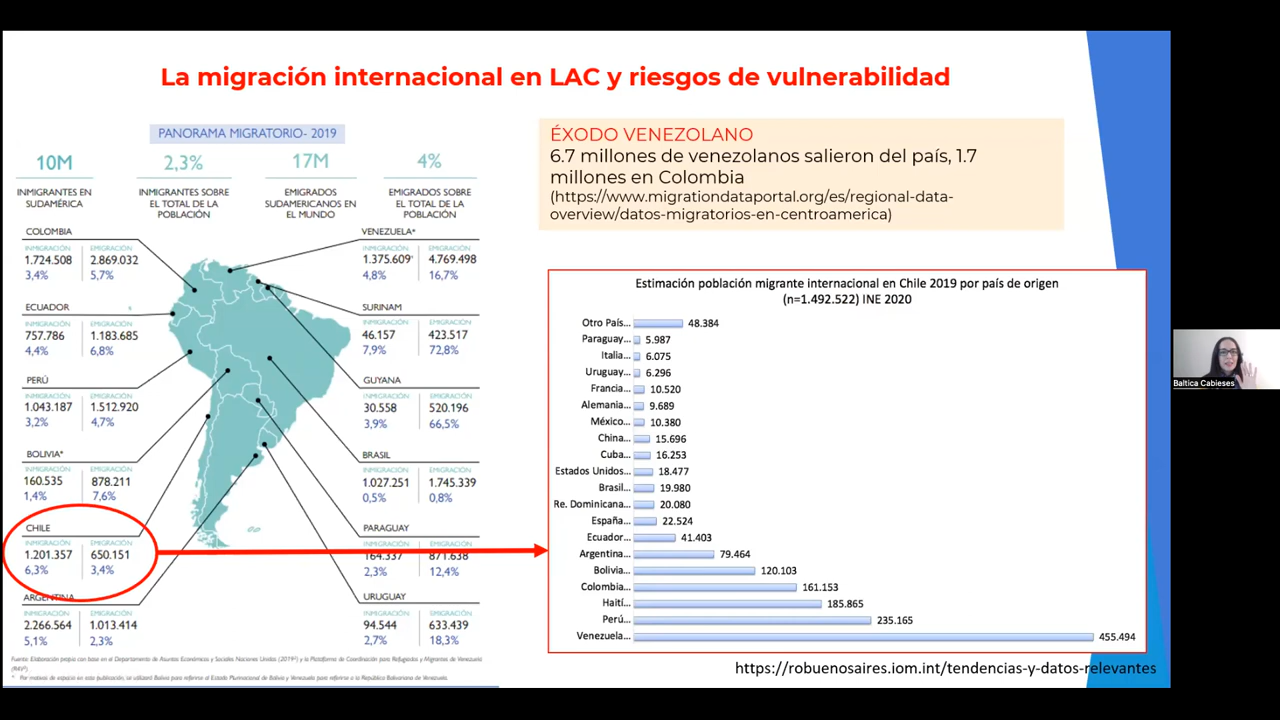 La migración internacional en LAC y riesgos de vulnerabilidad
PANORAMA MIGRATORIO- 2019
10M
INMIGRANTES EN
SUDAMÉRICA
2,3%
INMIGRANTES SOBRE
EL TOTAL DE LA
POBLACIÓN
17M
EMIGRADOS
SUDAMERICANOS EN
EL MUNDO
4%
EMIGRADOS SOBRE
EL TOTAL DE LA
POBLACIÓN
COLOMBIA
INMIGRACIÓN EMIGRACIÓN
1.724.508 2.869.032
3,4% 5,7%
ECUADOR
INMIGRACIÓN EMIGRACIÓN
757.786 1.183.685
4,4% 6,8%
PERÚ
INMIGRACIÓN EMIGRACIÓN
1.043.187 1.512.920
3,2% 4,7%
BOLIVIA*
INMIGRACIÓN EMIGRACIÓN
160.535 878.211
1,4% 7,6%
CHILE
INMIGRACIÓN EMIGRACIÓN
1.201.357 650.151
6,3% 3,4%
ARGENTINA
INMIGRACIÓN EMIGRACIÓN
2.266.564 1.013.414
5,1% 2,3%
VENEZUELA*
INMIGRACIÓN EMIGRACIÓN
1.375.609 4.769.498
4,8% 16,7%
SURINAM
INMIGRACIÓN EMIGRACIÓN
46.157 423.517
7,9% 72,8%
GUYANA
INMIGRACIÓN EMIGRACIÓN
30.558 520.196
3,9% 66,5%
BRASIL
INMIGRACIÓN EMIGRACIÓN
1.027.251 1.745.339
0,5% 0,8%
PARAGUAY
INMIGRACIÓN EMIGRACIÓN
164.337 871.638
2,3% 12,4%
URUGUAY
INMIGRACIÓN EMIGRACIÓN
94.544 633.439
2,7% 18,3%
Fuente: Elaboración propia con base en el Departamento de Asuntos Económicos y Sociales Naciones Unidas (2019) y la Plataforma de Coordinación para Refugiados y Migrantes de Venezuela
* Por motivos de espacio en esta publicación, se utilizará Bolivia para referirse al Estado Plurinacional de Bolivia y Venezuela para referirse a la República Bolivariana de Venezuela.
ÉXODO VENEZOLANO
6.7 millones de venezolanos salieron del país, 1.7
millones en Colombia
(https://www.migrationdataportal.org/es/regional-data-
overview/datos-migratorios-en-centroamerica)
Estimación población migrante internacional en Chile 2019 por país de origen
(n=1.492.522) INE 2020
Otro País... 48.384
Paraguay... 5.987
Italia... 6.075
Uruguay... 6.296
Francia... 10.520
Alemania... 9.689
México... 10.380
China... 15.696
Cuba... 16.253
Estados Unidos... 18.477
Brasil... 19.980
Re. Dominicana... 20.080
España... 22.524
Ecuador... 41.403
Argentina... 79.464
Bolivia... 120.103
Colombia... 161.153
Haití... 185.865
Perú... 235.165
Venezuela... 455.494
https://robuenosaires.iom.int/tendencias-y-datos-relevantes
Baltica Cabieses